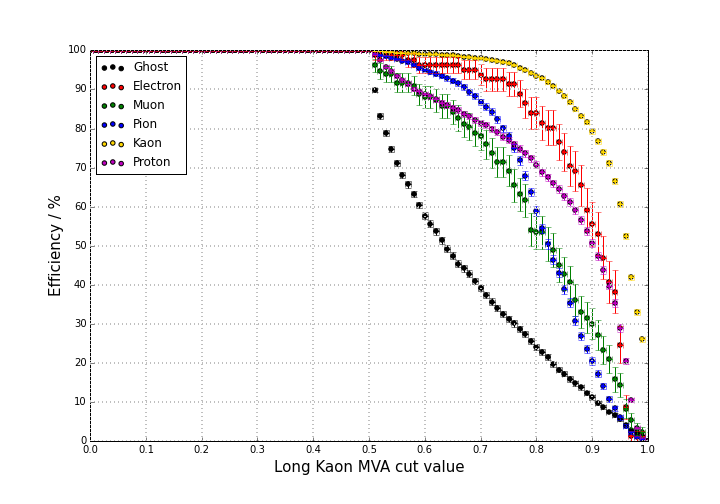 100
90
80
70
60
50
40
30
20
10
0
Efficiency / %
Ghost
Electron
Muon
Pion
Kaon
Proton
0.0 0.1 0.2 0.3 0.4 0.5 0.6 0.7 0.8 0.9 1.0
Long Kaon MVA cut value